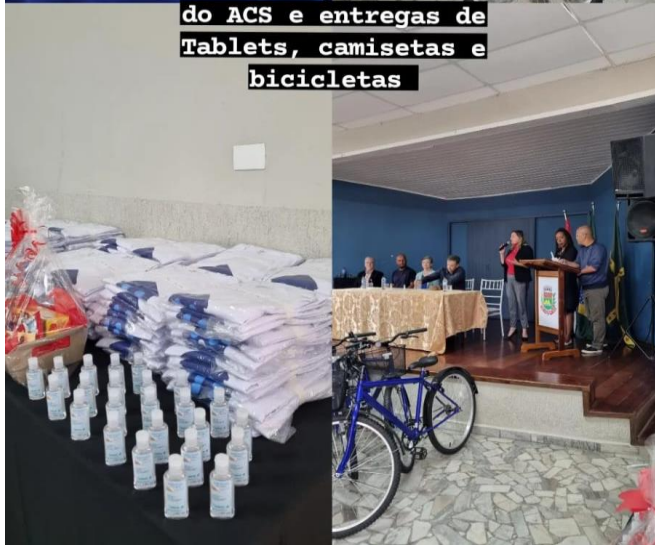 do ACS e entregas de
Tablets, camisetas e
bicicletas